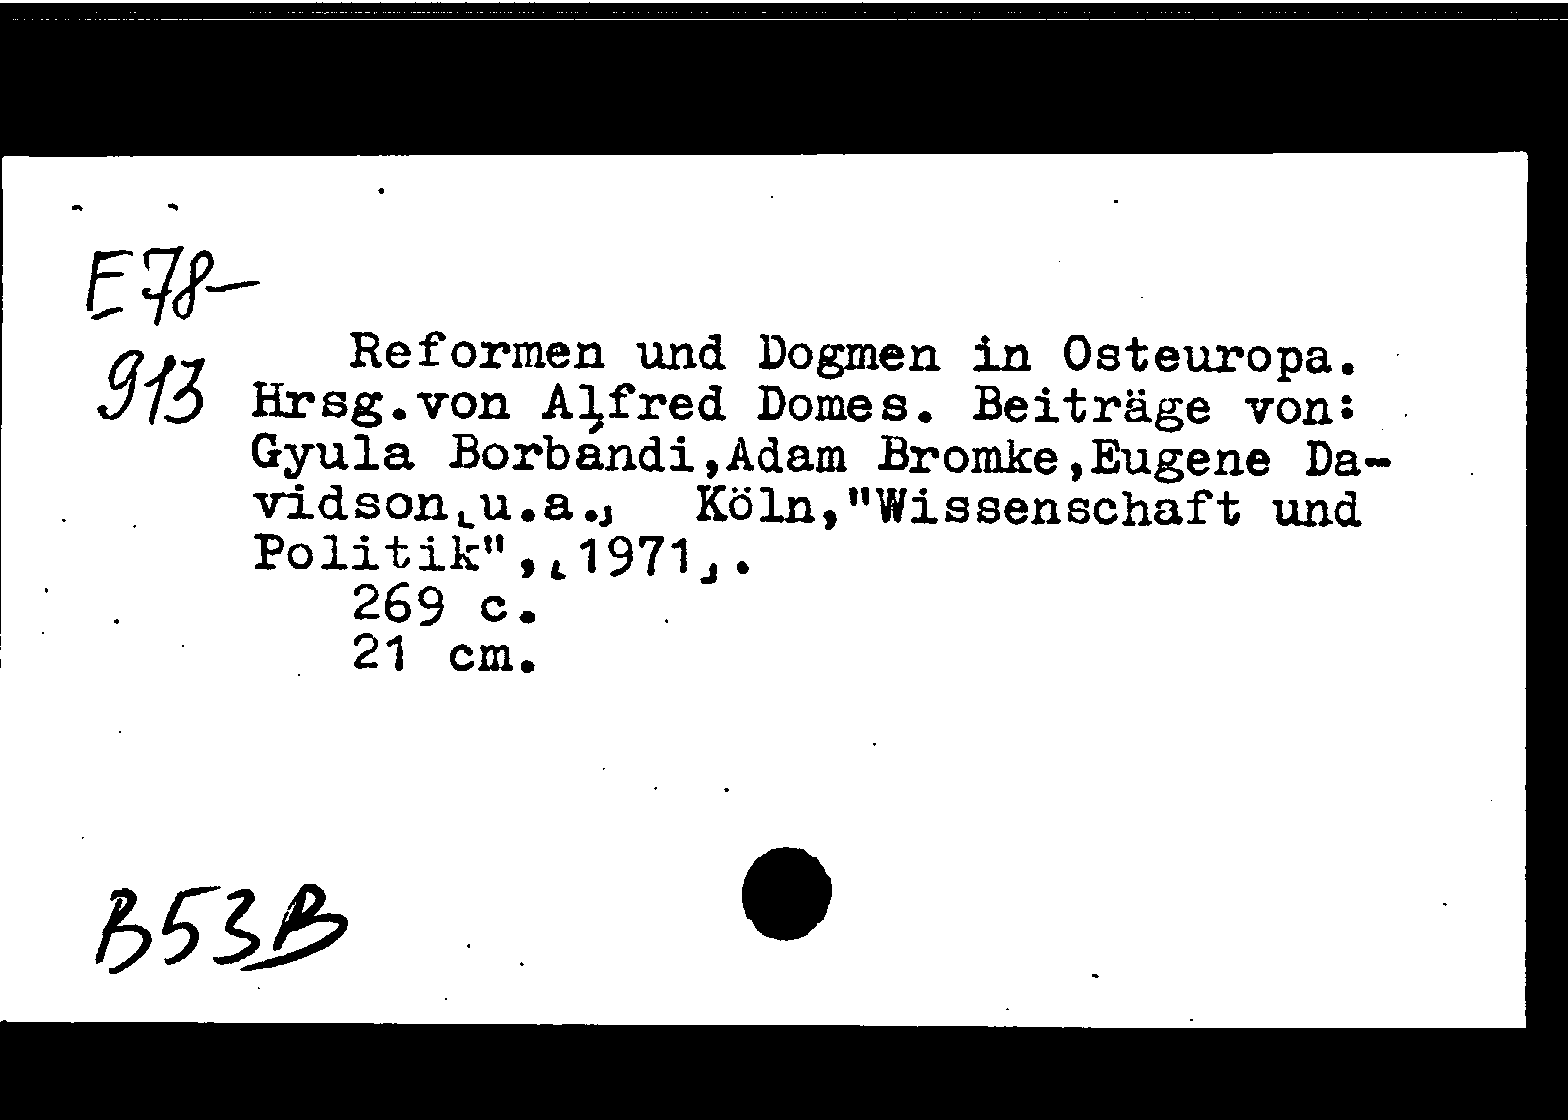 E78-
913
Reformen und Dogmen in Osteuropa.
Hrsg.von Alfred Domes. Beiträge von:
Gyula Borbándi,Adam Bromke,Eugene Da-
vidson[u.a.] Köln,"Wissenschaft und
Politik",[1971].
269 c.
21 cm.
B53B